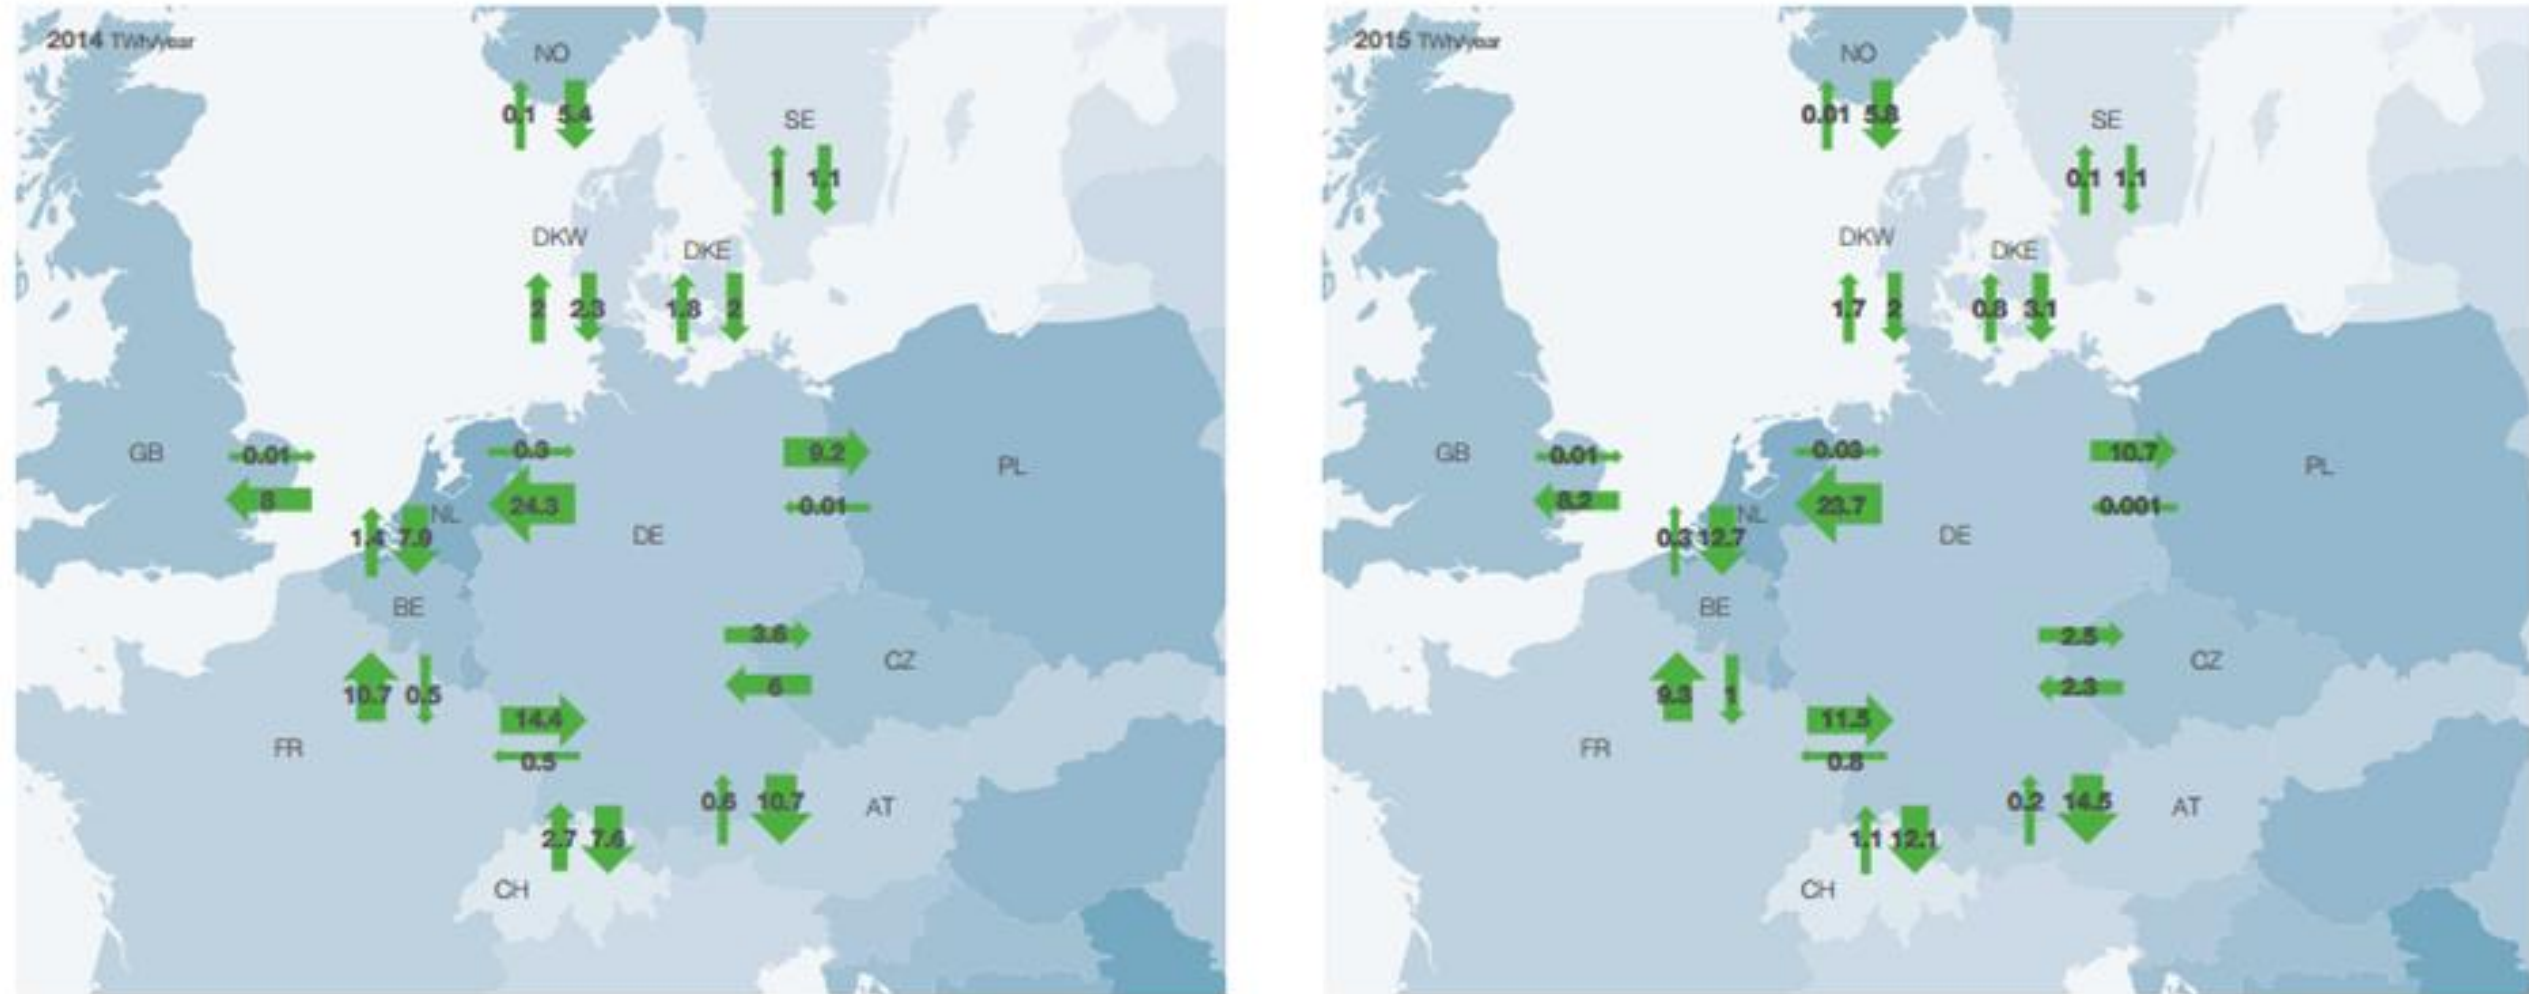 2014 TWh/year
NO
0.1 5.4
SE
1 1.1
DKW
DKE
2 2.3 1.8 2
GB
0.01
8
0.3
24.3
9.2
0.01
PL
NL
1.4 7.9
DE
BE
3.6
6
CZ
10.7 0.5
14.4
0.5
FR
0.6 10.7
AT
2.7 7.6
CH
2015 TWh/year
NO
0.01 5.8
SE
0.1 1.1
DKW
DKE
1.7 2 0.8 3.1
GB
0.01
8.2
0.03
23.7
10.7
0.001
PL
NL
0.3 12.7
DE
BE
2.5
2.3
CZ
9.3 1
11.5
0.8
FR
0.2 14.5
AT
1.1 12.1
CH